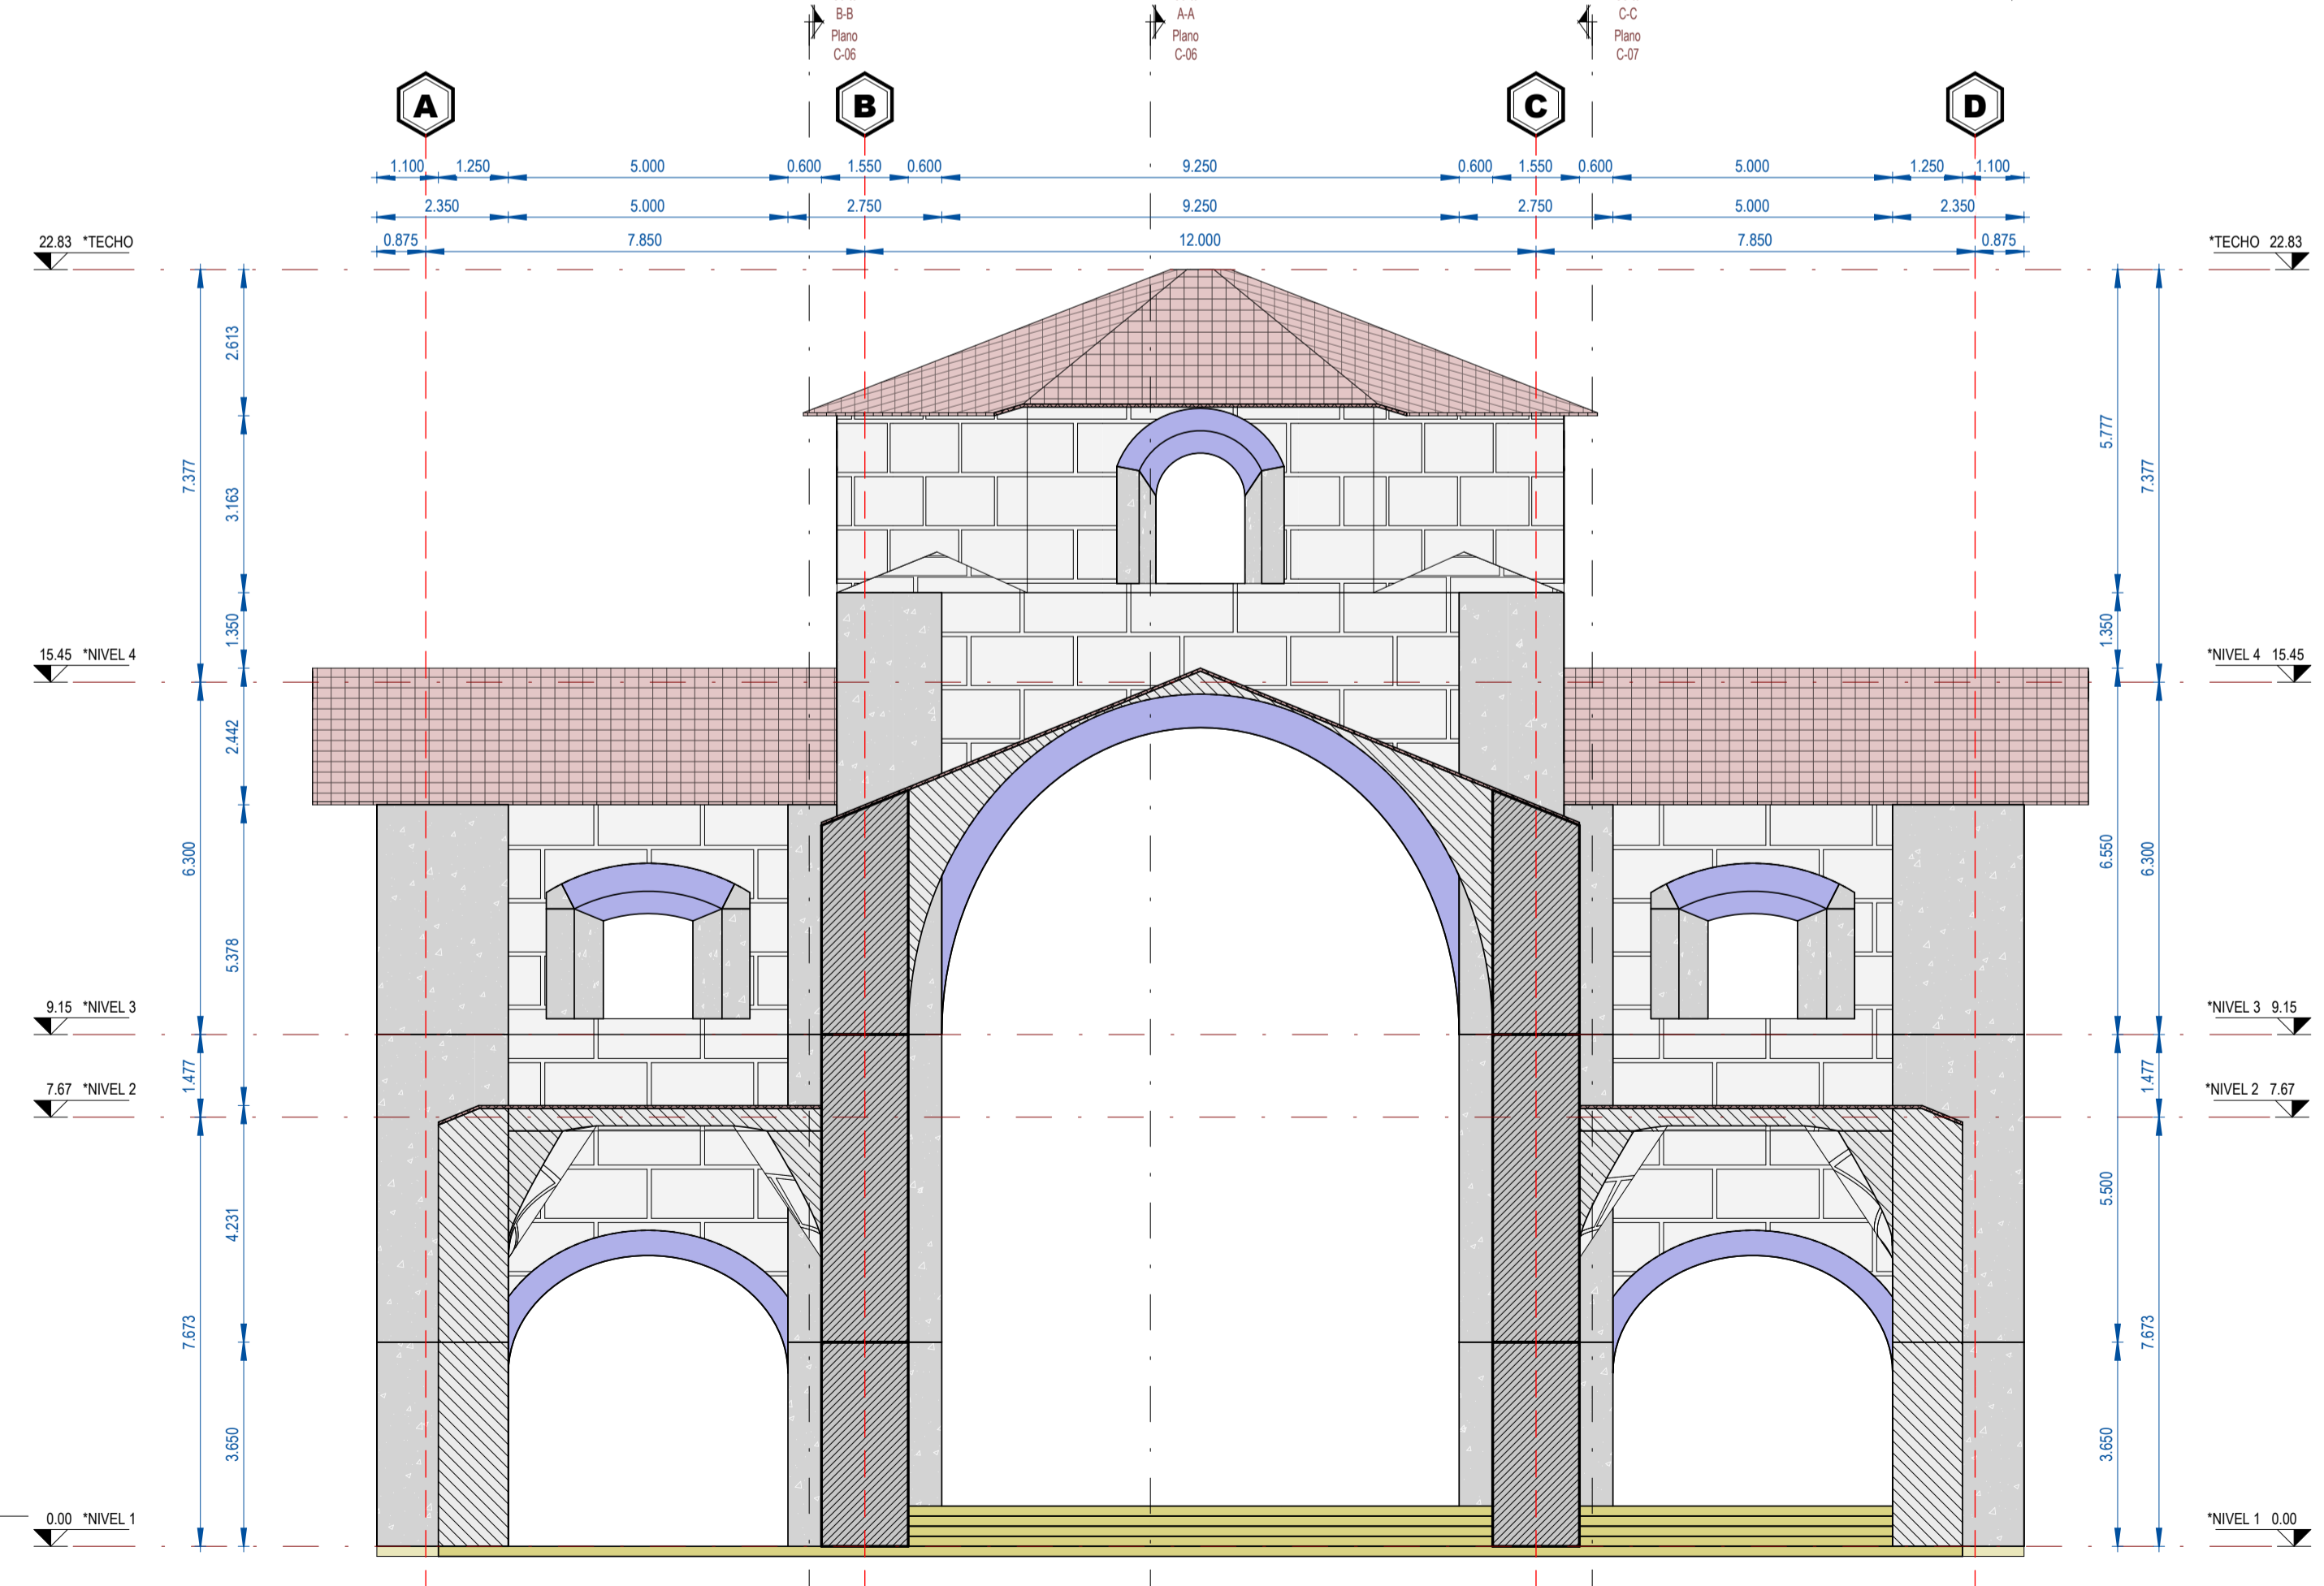 B-B
Plano
C-06
A-A
Plano
C-06
C-C
Plano
C-07
A
B
C
D
1.100 1.250 5.000 0.600 1.550 0.600 9.250 0.600 1.550 0.600 5.000 1.250 1.100
2.350 5.000 2.750 9.250 2.750 5.000 2.350
0.875 7.850 12.000 7.850 0.875
22.83 *TECHO
15.45 *NIVEL 4
9.15 *NIVEL 3
7.67 *NIVEL 2
0.00 *NIVEL 1
7.377
6.300
1.477
7.673
2.613
3.163
1.350
2.442
5.378
4.231
3.650
5.777
1.350
6.550
5.500
3.650
7.377
6.300
1.477
7.673
*TECHO 22.83
*NIVEL 4 15.45
*NIVEL 3 9.15
*NIVEL 2 7.67
*NIVEL 1 0.00